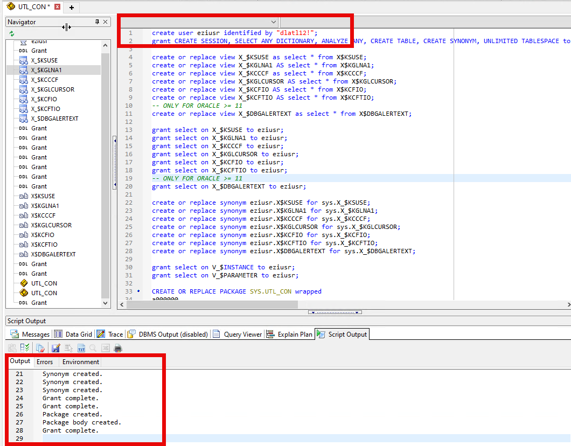 UTL_CON *
Navigator
eziusr
Grant
X_$KSUSE
X_$KGLNA1
X_$KCCCF
X_$KGLCURSOR
X_$KCFIO
X_$KCFTIO
X_$DBGALERTEXT
DDL Grant
DDL Grant
DDL Grant
DDL Grant
DDL Grant
DDL Grant
DDL Grant
X$KSUSE
X$KGLNA1
X$KCCCF
X$KGLCURSOR
X$KCFIO
X$KCFTIO
X$DBGALERTEXT
DDL Grant
DDL Grant
UTL_CON
UTL_CON
DDL Grant
1 create user eziusr identified by "dlatl12!";
2 grant CREATE SESSION, SELECT ANY DICTIONARY, ANALYZE ANY, CREATE TABLE, CREATE SYNONYM, UNLIMITED TABLESPACE to
3
4 create or replace view X_$KSUSE as select * from X$KSUSE;
5 create or replace view X_$KGLNA1 AS select * from X$KGLNA1;
6 create or replace view X_$KCCCF as select * from X$KCCCF;
7 create or replace view X_$KGLCURSOR AS select * from X$KGLCURSOR;
8 create or replace view X_$KCFIO AS select * from X$KCFIO;
9 create or replace view X_$KCFTIO AS select * from X$KCFTIO;
10 -- ONLY FOR ORACLE >= 11
11 create or replace view X_$DBGALERTEXT as select * from X$DBGALERTEXT;
12
13 grant select on X_$KSUSE to eziusr;
14 grant select on X_$KGLNA1 to eziusr;
15 grant select on X_$KCCCF to eziusr;
16 grant select on X_$KGLCURSOR to eziusr;
17 grant select on X_$KCFIO to eziusr;
18 grant select on X_$KCFTIO to eziusr;
19 -- ONLY FOR ORACLE >= 11
20 grant select on X_$DBGALERTEXT to eziusr;
21
22 create or replace synonym eziusr.X$KSUSE for sys.X_$KSUSE;
23 create or replace synonym eziusr.X$KGLNA1 for sys.X_$KGLNA1;
24 create or replace synonym eziusr.X$KCCCF for sys.X_$KCCCF;
25 create or replace synonym eziusr.X$KGLCURSOR for sys.X_$KGLCURSOR;
26 create or replace synonym eziusr.X$KCFIO for sys.X_$KCFIO;
27 create or replace synonym eziusr.X$KCFTIO for sys.X_$KCFTIO;
28 create or replace synonym eziusr.X$DBGALERTEXT for sys.X_$DBGALERTEXT;
29
30 grant select on V_$INSTANCE to eziusr;
31 grant select on V_$PARAMETER to eziusr;
32
33 CREATE OR REPLACE PACKAGE SYS.UTL_CON wrapped
34 a000000
Script Output
Messages Data Grid Trace DBMS Output (disabled) Query Viewer Explain Plan Script Output
Output Errors Environment
21 Synonym created.
22 Synonym created.
23 Synonym created.
24 Grant complete.
25 Grant complete.
26 Package created.
27 Package body created.
28 Grant complete.
29